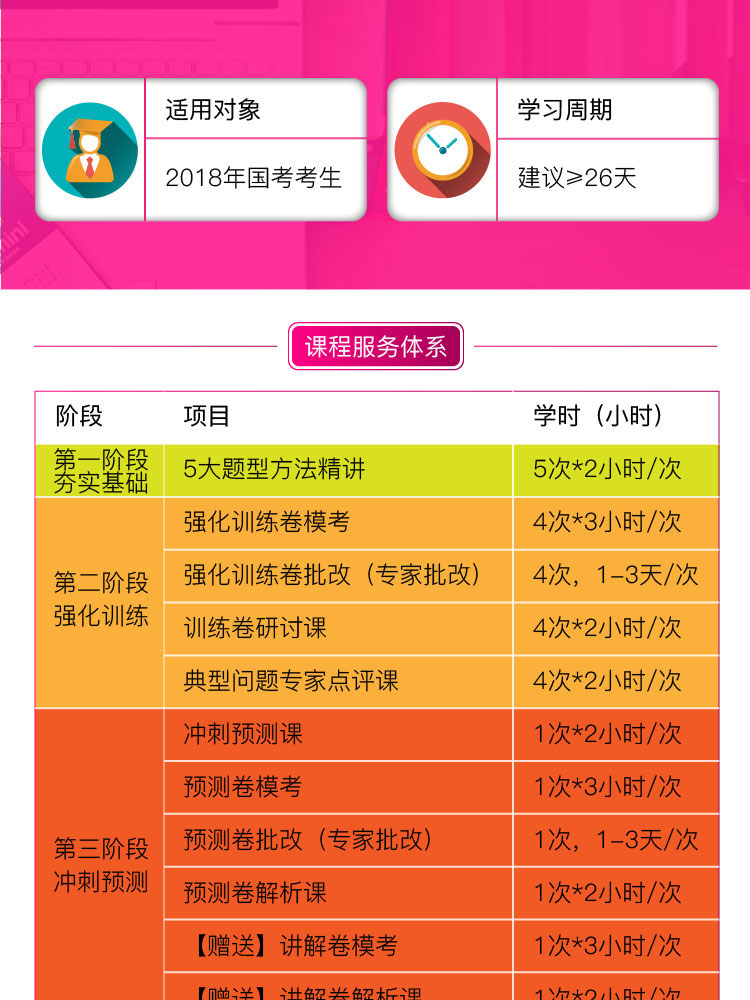 适用对象
2018年国考考生
学习周期
建议≥26天
mini
课程服务体系
阶段 项目 学时（小时）
第一阶段
夯实基础
5大题型方法精讲 5次*2小时/次
第二阶段
强化训练
强化训练卷模考 4次*3小时/次
强化训练卷批改（专家批改） 4次，1-3天/次
训练卷研讨课 4次*2小时/次
典型问题专家点评课 4次*2小时/次
第三阶段
冲刺预测
冲刺预测课 1次*2小时/次
预测卷模考 1次*3小时/次
预测卷批改（专家批改） 1次，1-3天/次
预测卷解析课 1次*2小时/次
【赠送】讲解卷模考 1次*3小时/次
【赠送】讲解卷解析课 1次*2小时/次